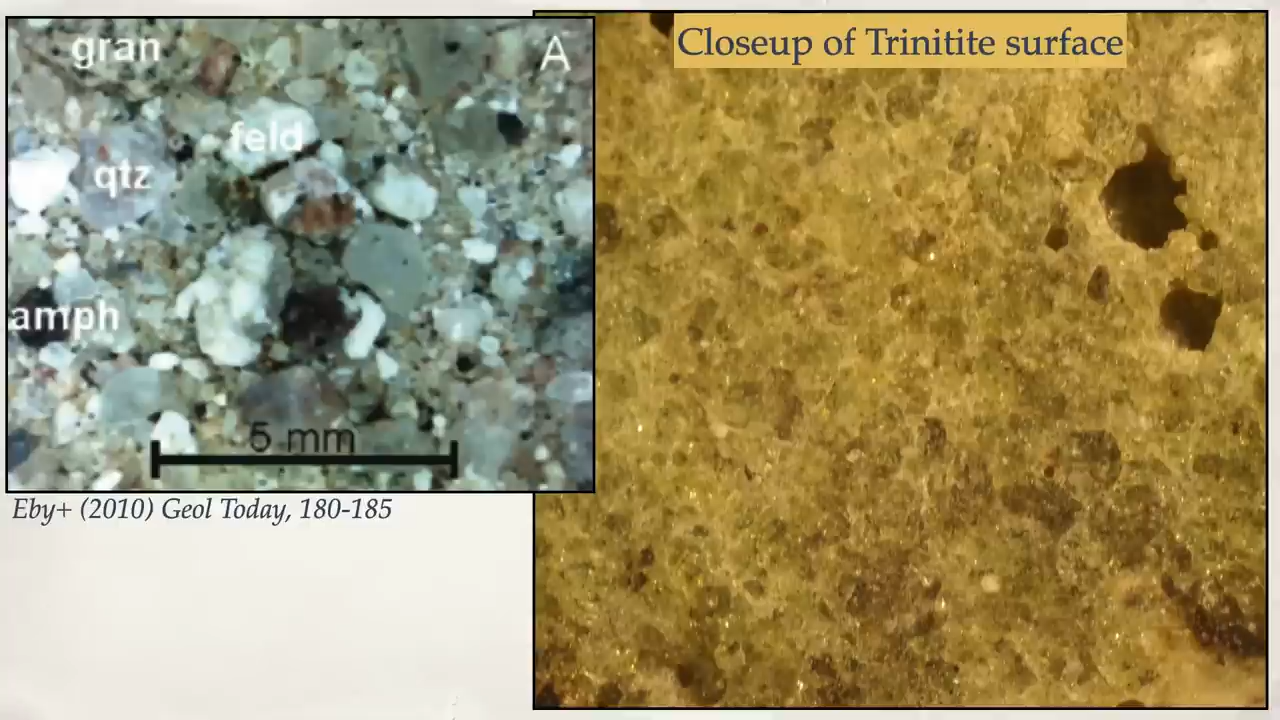 gran
A
feld
qtz
amph
5 mm
Eby+ (2010) Geol Today, 180-185
Closeup of Trinitite surface